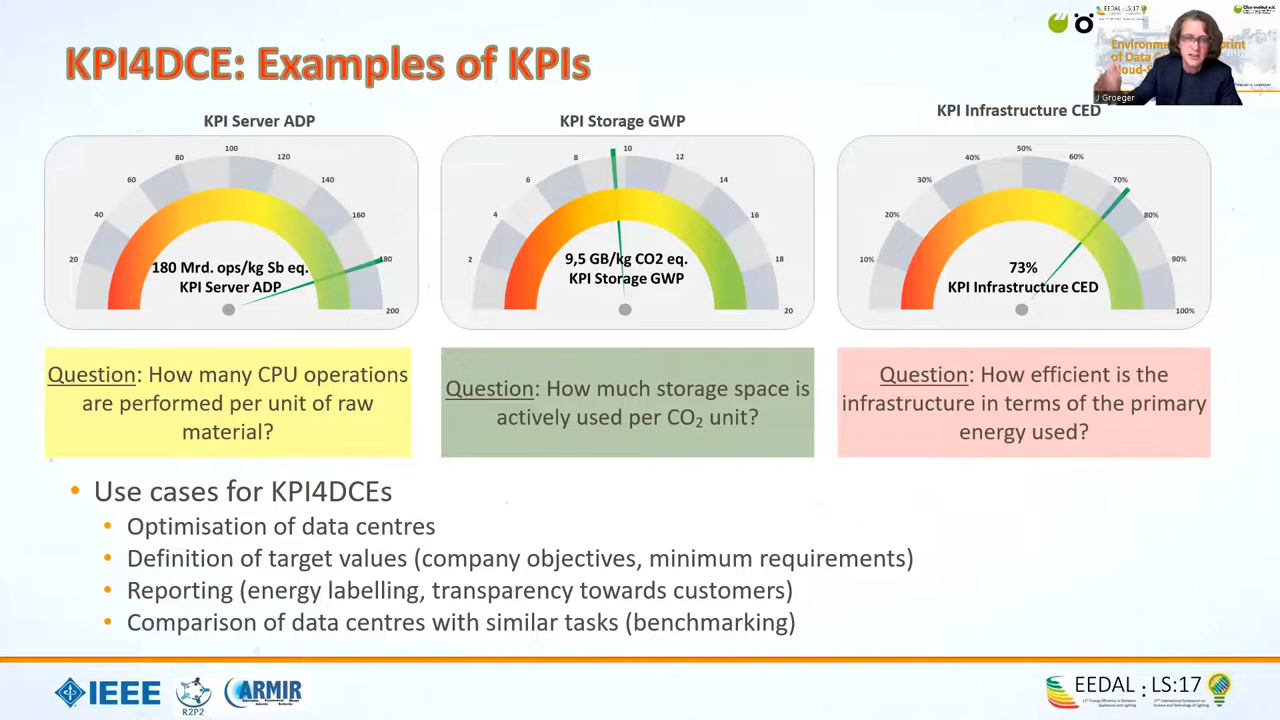 KPI4DCE: Examples of KPIs
EEDAL LS:17
Öko-Institut e.V.
J Groeger
KPI Server ADP
20
40
60
80
100
120
140
160
180
200
180 Mrd. ops/kg Sb eq.
KPI Server ADP
KPI Storage GWP
2
4
6
8
10
12
14
16
18
20
9,5 GB/kg CO2 eq.
KPI Storage GWP
KPI Infrastructure CED
10%
20%
30%
40%
50%
60%
70%
80%
90%
100%
73%
KPI Infrastructure CED
Question: How many CPU operations
are performed per unit of raw
material?
Question: How much storage space is
actively used per CO₂ unit?
Question: How efficient is the
infrastructure in terms of the primary
energy used?
• Use cases for KPI4DCEs
• Optimisation of data centres
• Definition of target values (company objectives, minimum requirements)
• Reporting (energy labelling, transparency towards customers)
• Comparison of data centres with similar tasks (benchmarking)
IEEE
R2P2
ARMIR
EEDAL : LS:17